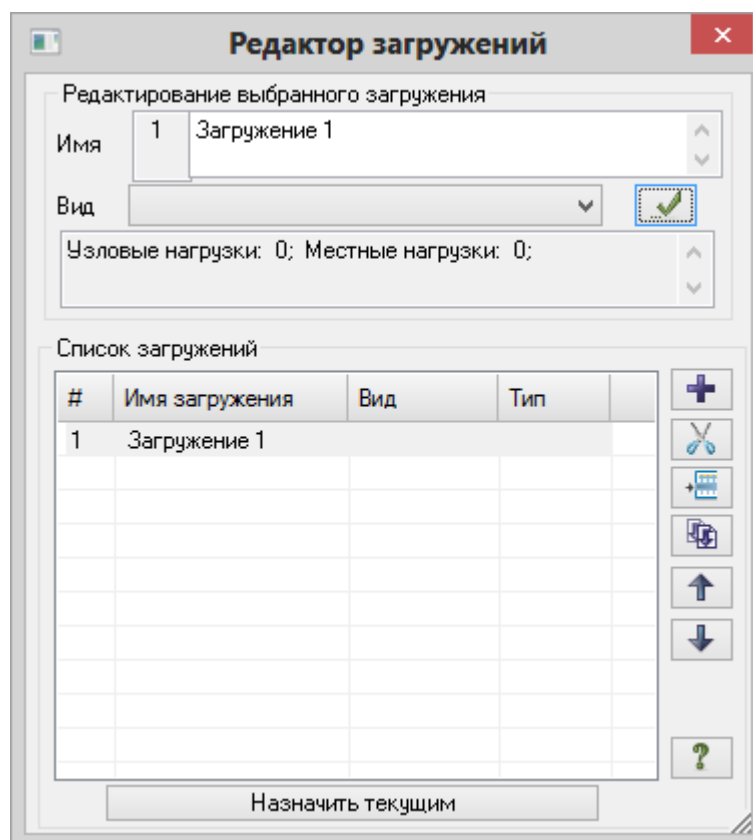 Редактор загружений
Редактирование выбранного загружения
Имя 1 Загружение 1
Вид
Узловые нагрузки: 0; Местные нагрузки: 0;
Список загружений
# Имя загружения Вид Тип
1 Загружение 1
Назначить текущим